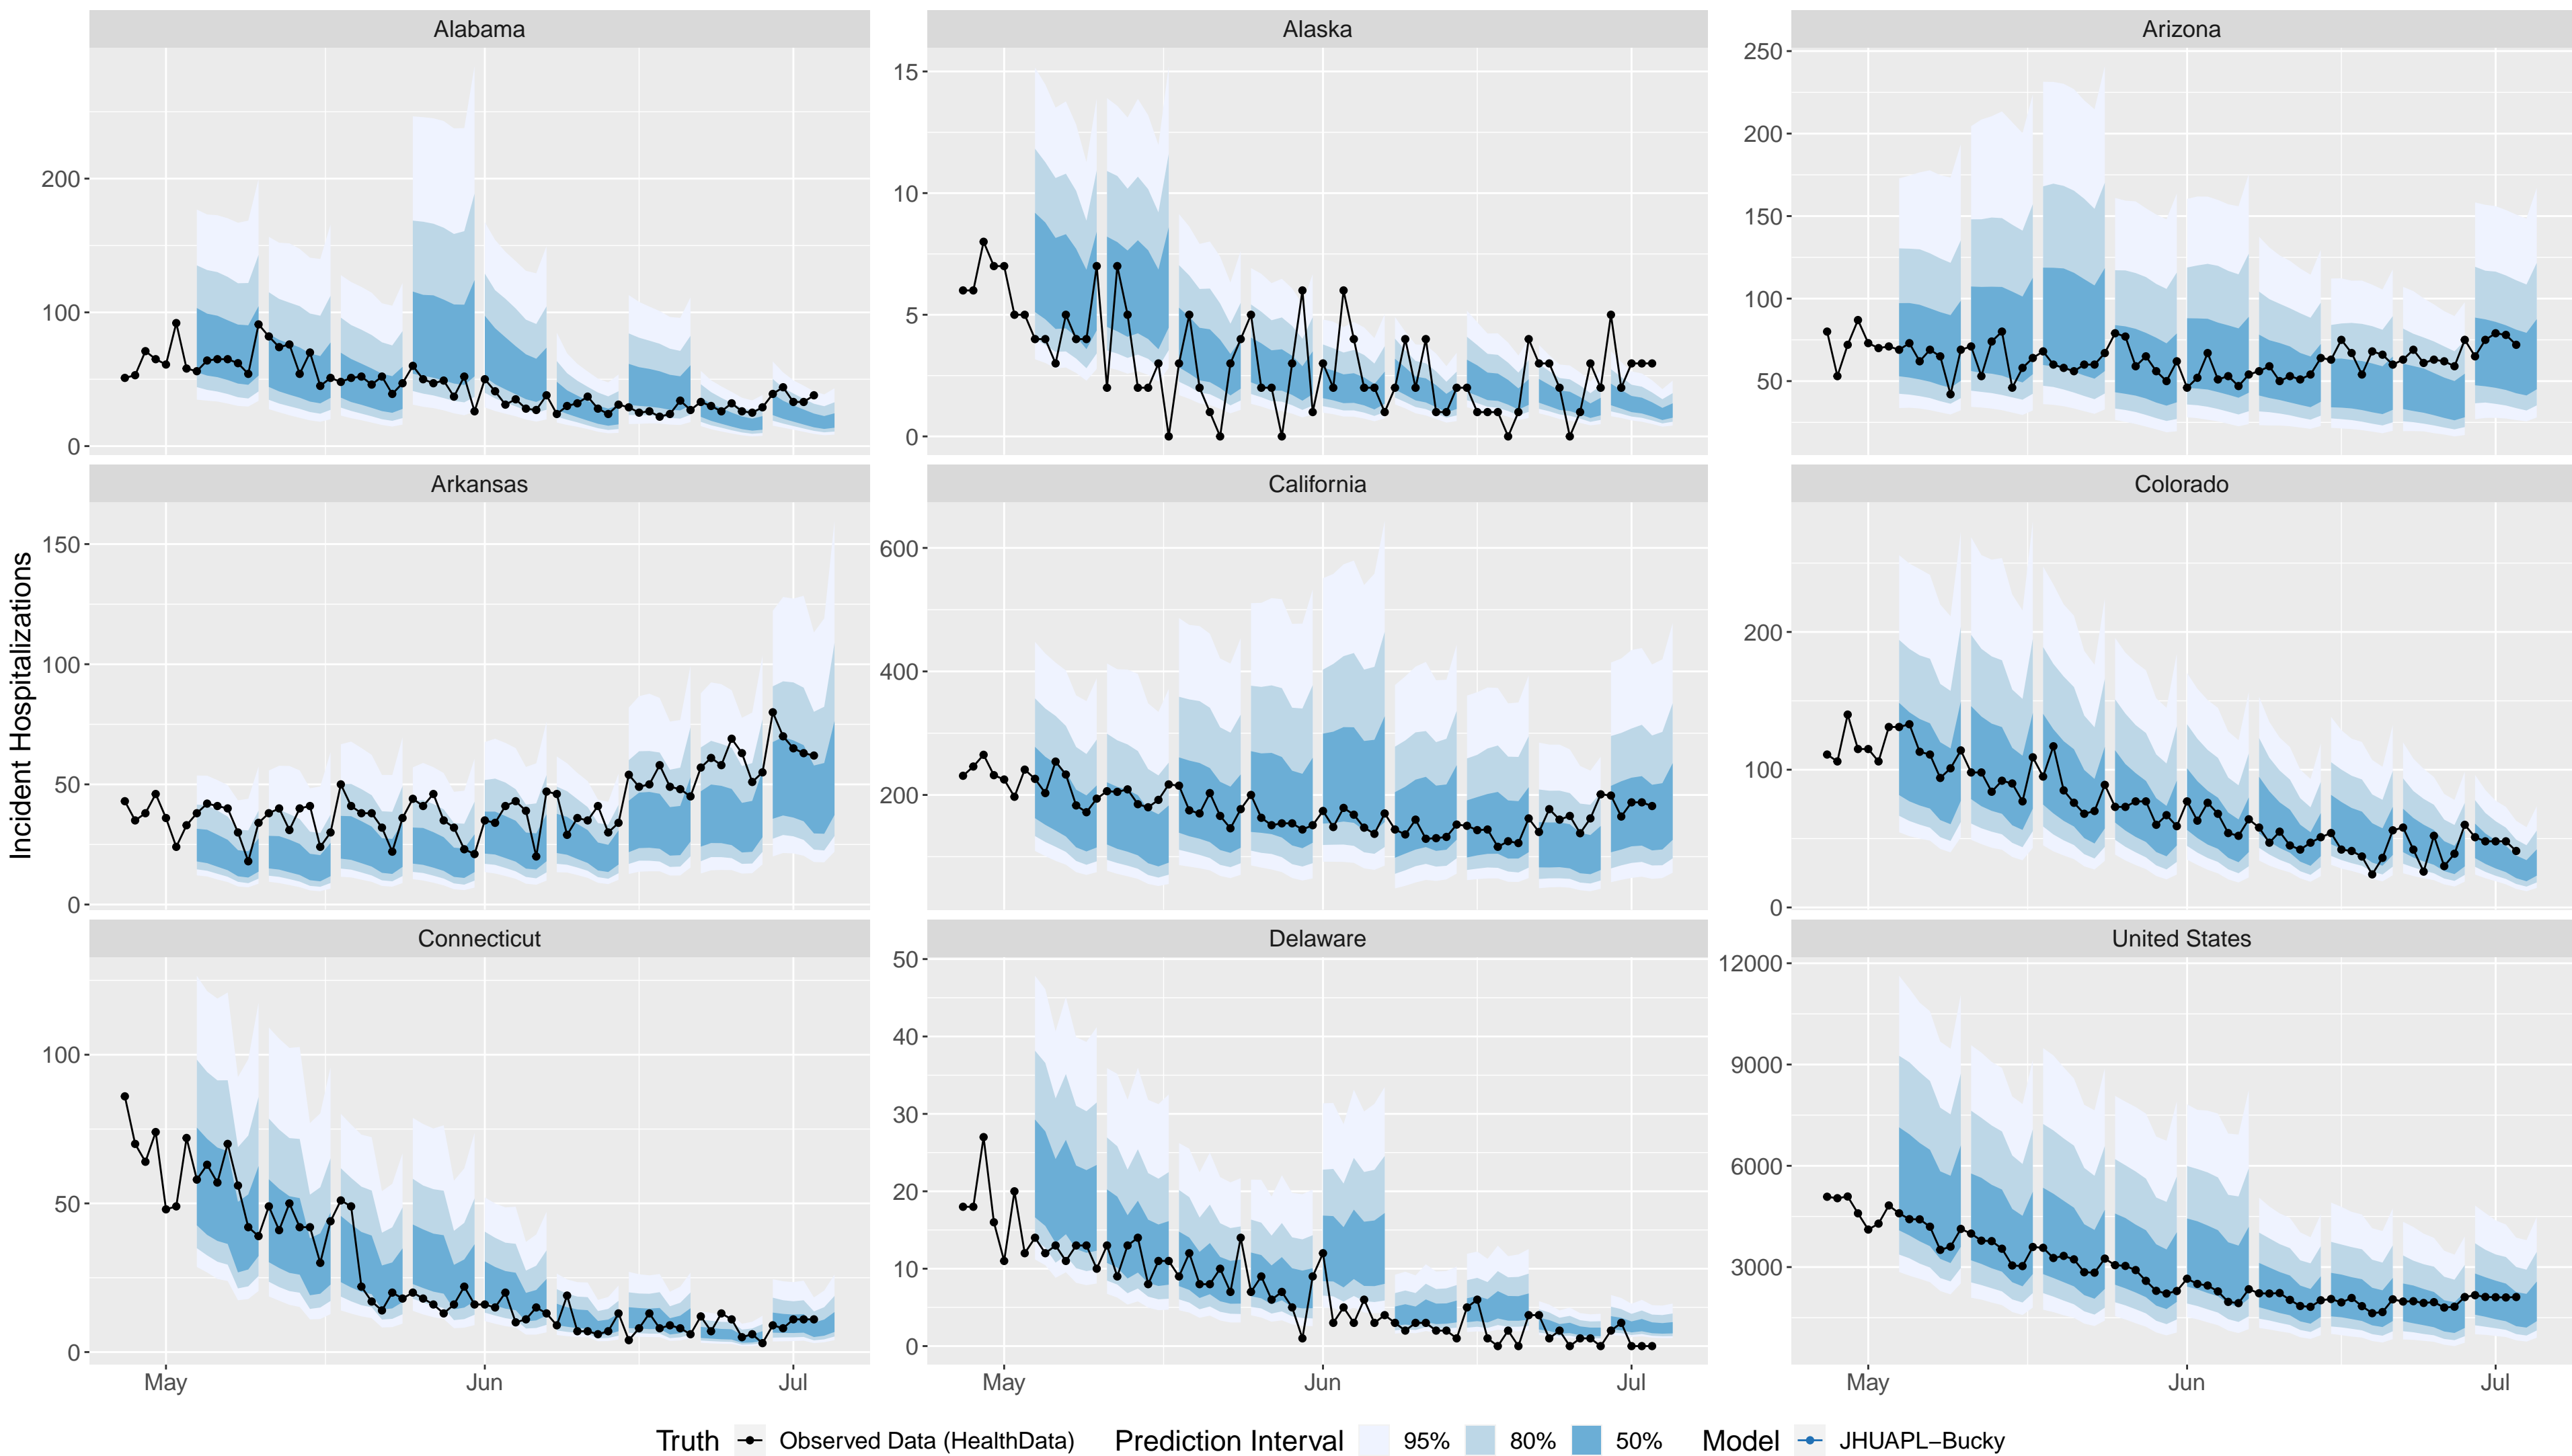 Alabama
Alaska
Arizona
200
100
0
15
10
5
0
250
200
150
100
50
Arkansas
California
Colorado
150
100
50
0
600
400
200
200
100
0
Incident Hospitalizations
Connecticut
Delaware
United States
100
50
0
50
40
30
20
10
0
12000
9000
6000
3000
May Jun Jul
May Jun Jul
May Jun Jul
Truth Observed Data (HealthData) Prediction Interval 95% 80% 50% Model JHUAPL−Bucky